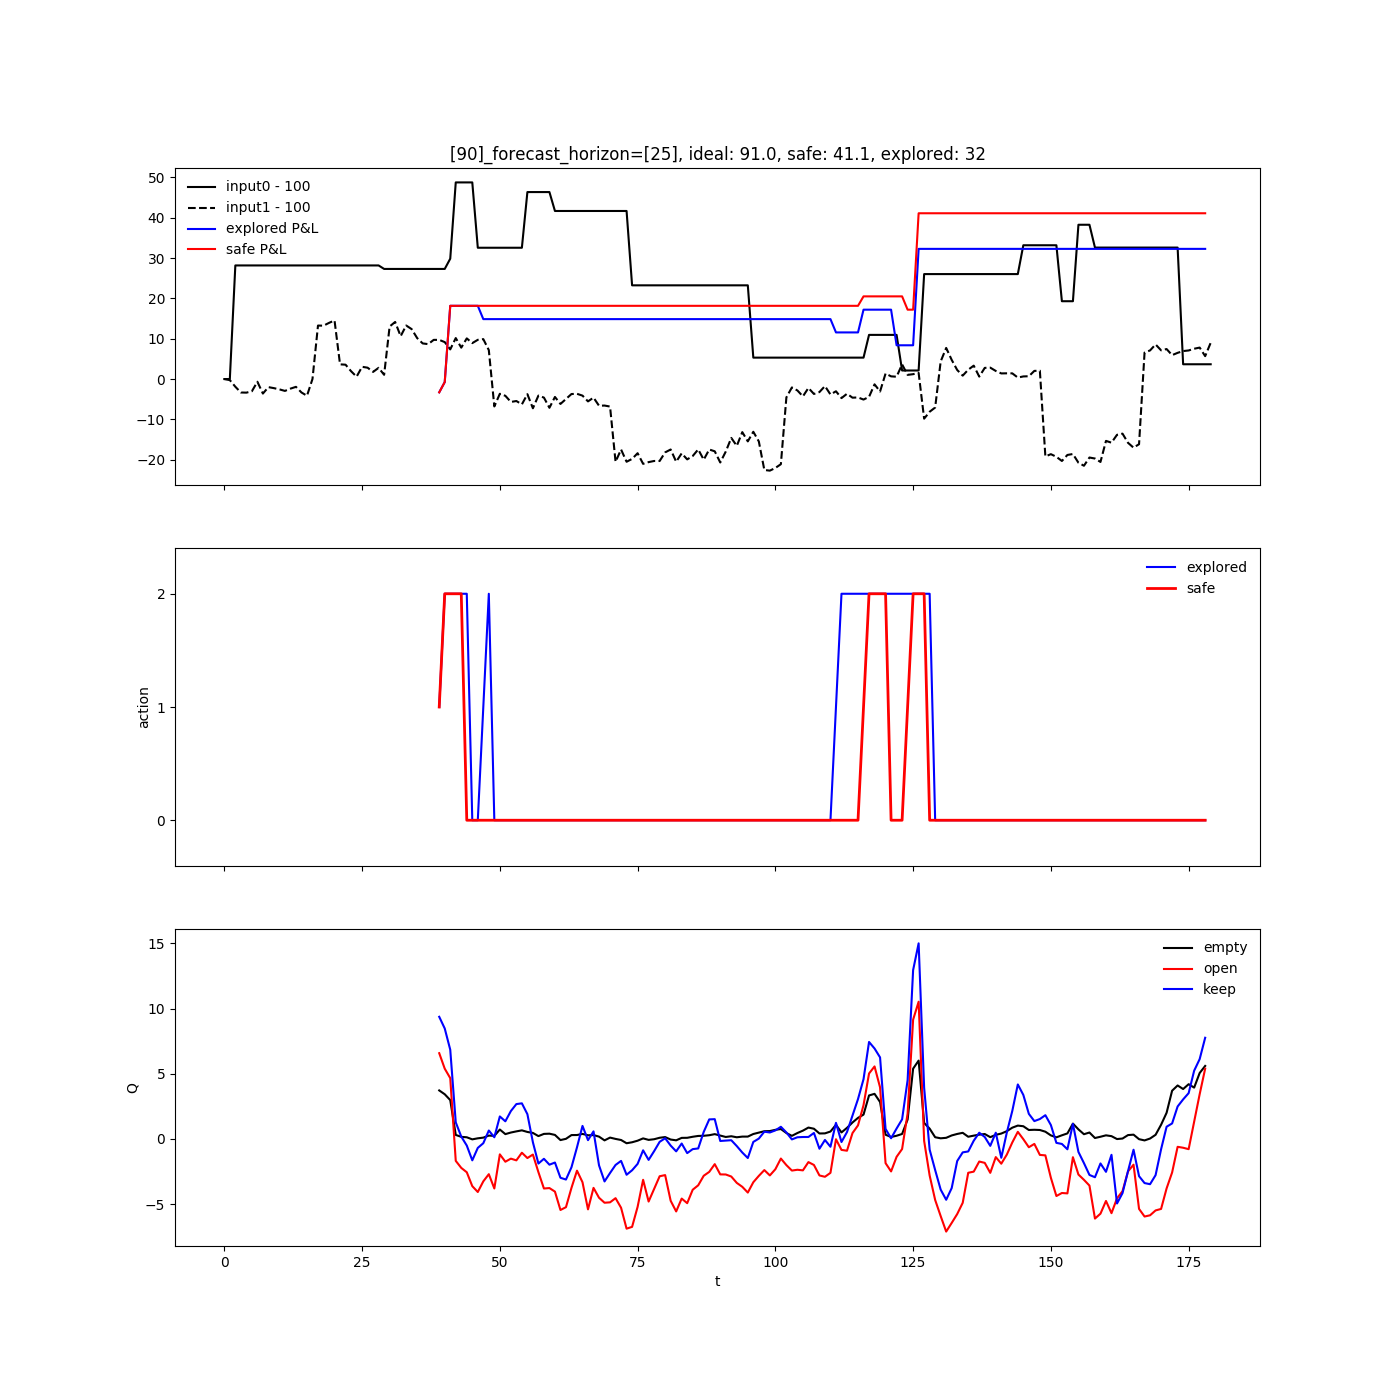 [90]_forecast_horizon=[25], ideal: 91.0, safe: 41.1, explored: 32
50
40
30
20
10
0
−10
−20
input0 - 100
input1 - 100
explored P&L
safe P&L
2
1
0
action
explored
safe
15
10
5
0
−5
Q
empty
open
keep
0 25 50 75 100 125 150 175
t